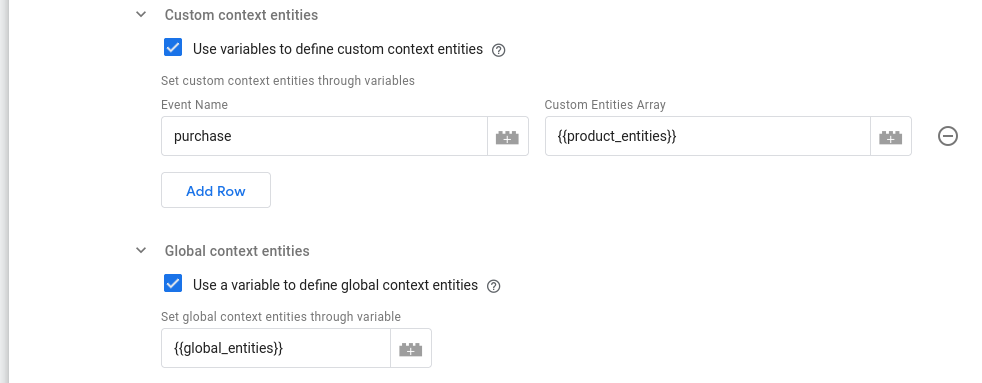 Custom context entities
Use variables to define custom context entities
Set custom context entities through variables
Event Name
Custom Entities Array
purchase
{{product_entities}}
Add Row
Global context entities
Use a variable to define global context entities
Set global context entities through variable
{{global_entities}}